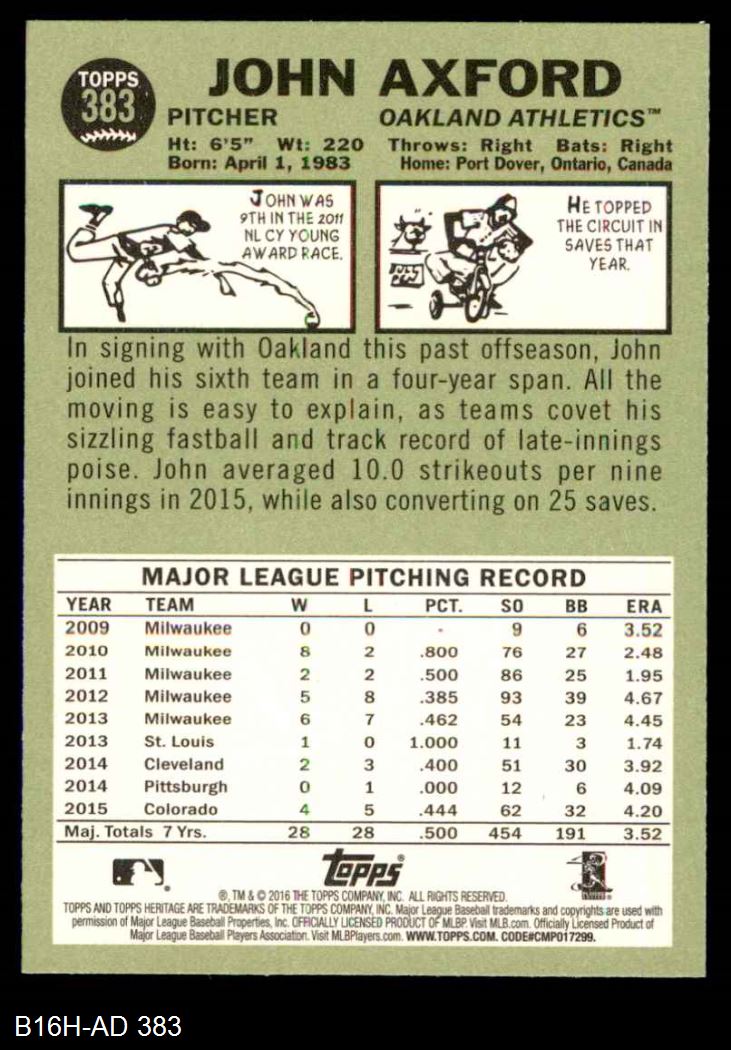 TOPPS
383
JOHN AXFORD
PITCHER OAKLAND ATHLETICS™
Ht: 6'5" Wt: 220 Throws: Right Bats: Right
Born: April 1, 1983 Home: Port Dover, Ontario, Canada
JOHN WAS
9TH IN THE 2011
NL CY YOUNG
AWARD RACE.
BULL
PEN
HE TOPPED
THE CIRCUIT IN
SAVES THAT
YEAR.
In signing with Oakland this past offseason, John
joined his sixth team in a four-year span. All the
moving is easy to explain, as teams covet his
sizzling fastball and track record of late-innings
poise. John averaged 10.0 strikeouts per nine
innings in 2015, while also converting on 25 saves.
MAJOR LEAGUE PITCHING RECORD
YEAR TEAM W L PCT. SO BB ERA
2009 Milwaukee 0 0 - 9 6 3.52
2010 Milwaukee 8 2 .800 76 27 2.48
2011 Milwaukee 2 2 .500 86 25 1.95
2012 Milwaukee 5 8 .385 93 39 4.67
2013 Milwaukee 6 7 .462 54 23 4.45
2013 St. Louis 1 0 1.000 11 3 1.74
2014 Cleveland 2 3 .400 51 30 3.92
2014 Pittsburgh 0 1 .000 12 6 4.09
2015 Colorado 4 5 .444 62 32 4.20
Maj. Totals 7 Yrs. 28 28 .500 454 191 3.52
Topps®
®, TM & © 2016 THE TOPPS COMPANY, INC. ALL RIGHTS RESERVED.
TOPPS AND TOPPS HERITAGE ARE TRADEMARKS OF THE TOPPS COMPANY, INC. Major League Baseball trademarks and copyrights are used with
permission of Major League Baseball Properties, Inc. OFFICIALLY LICENSED PRODUCT OF MLBP. Visit MLB.com. Officially Licensed Product of
Major League Baseball Players Association. Visit MLBPlayers.com. WWW.TOPPS.COM. CODE#CMP017299.
B16H-AD 383